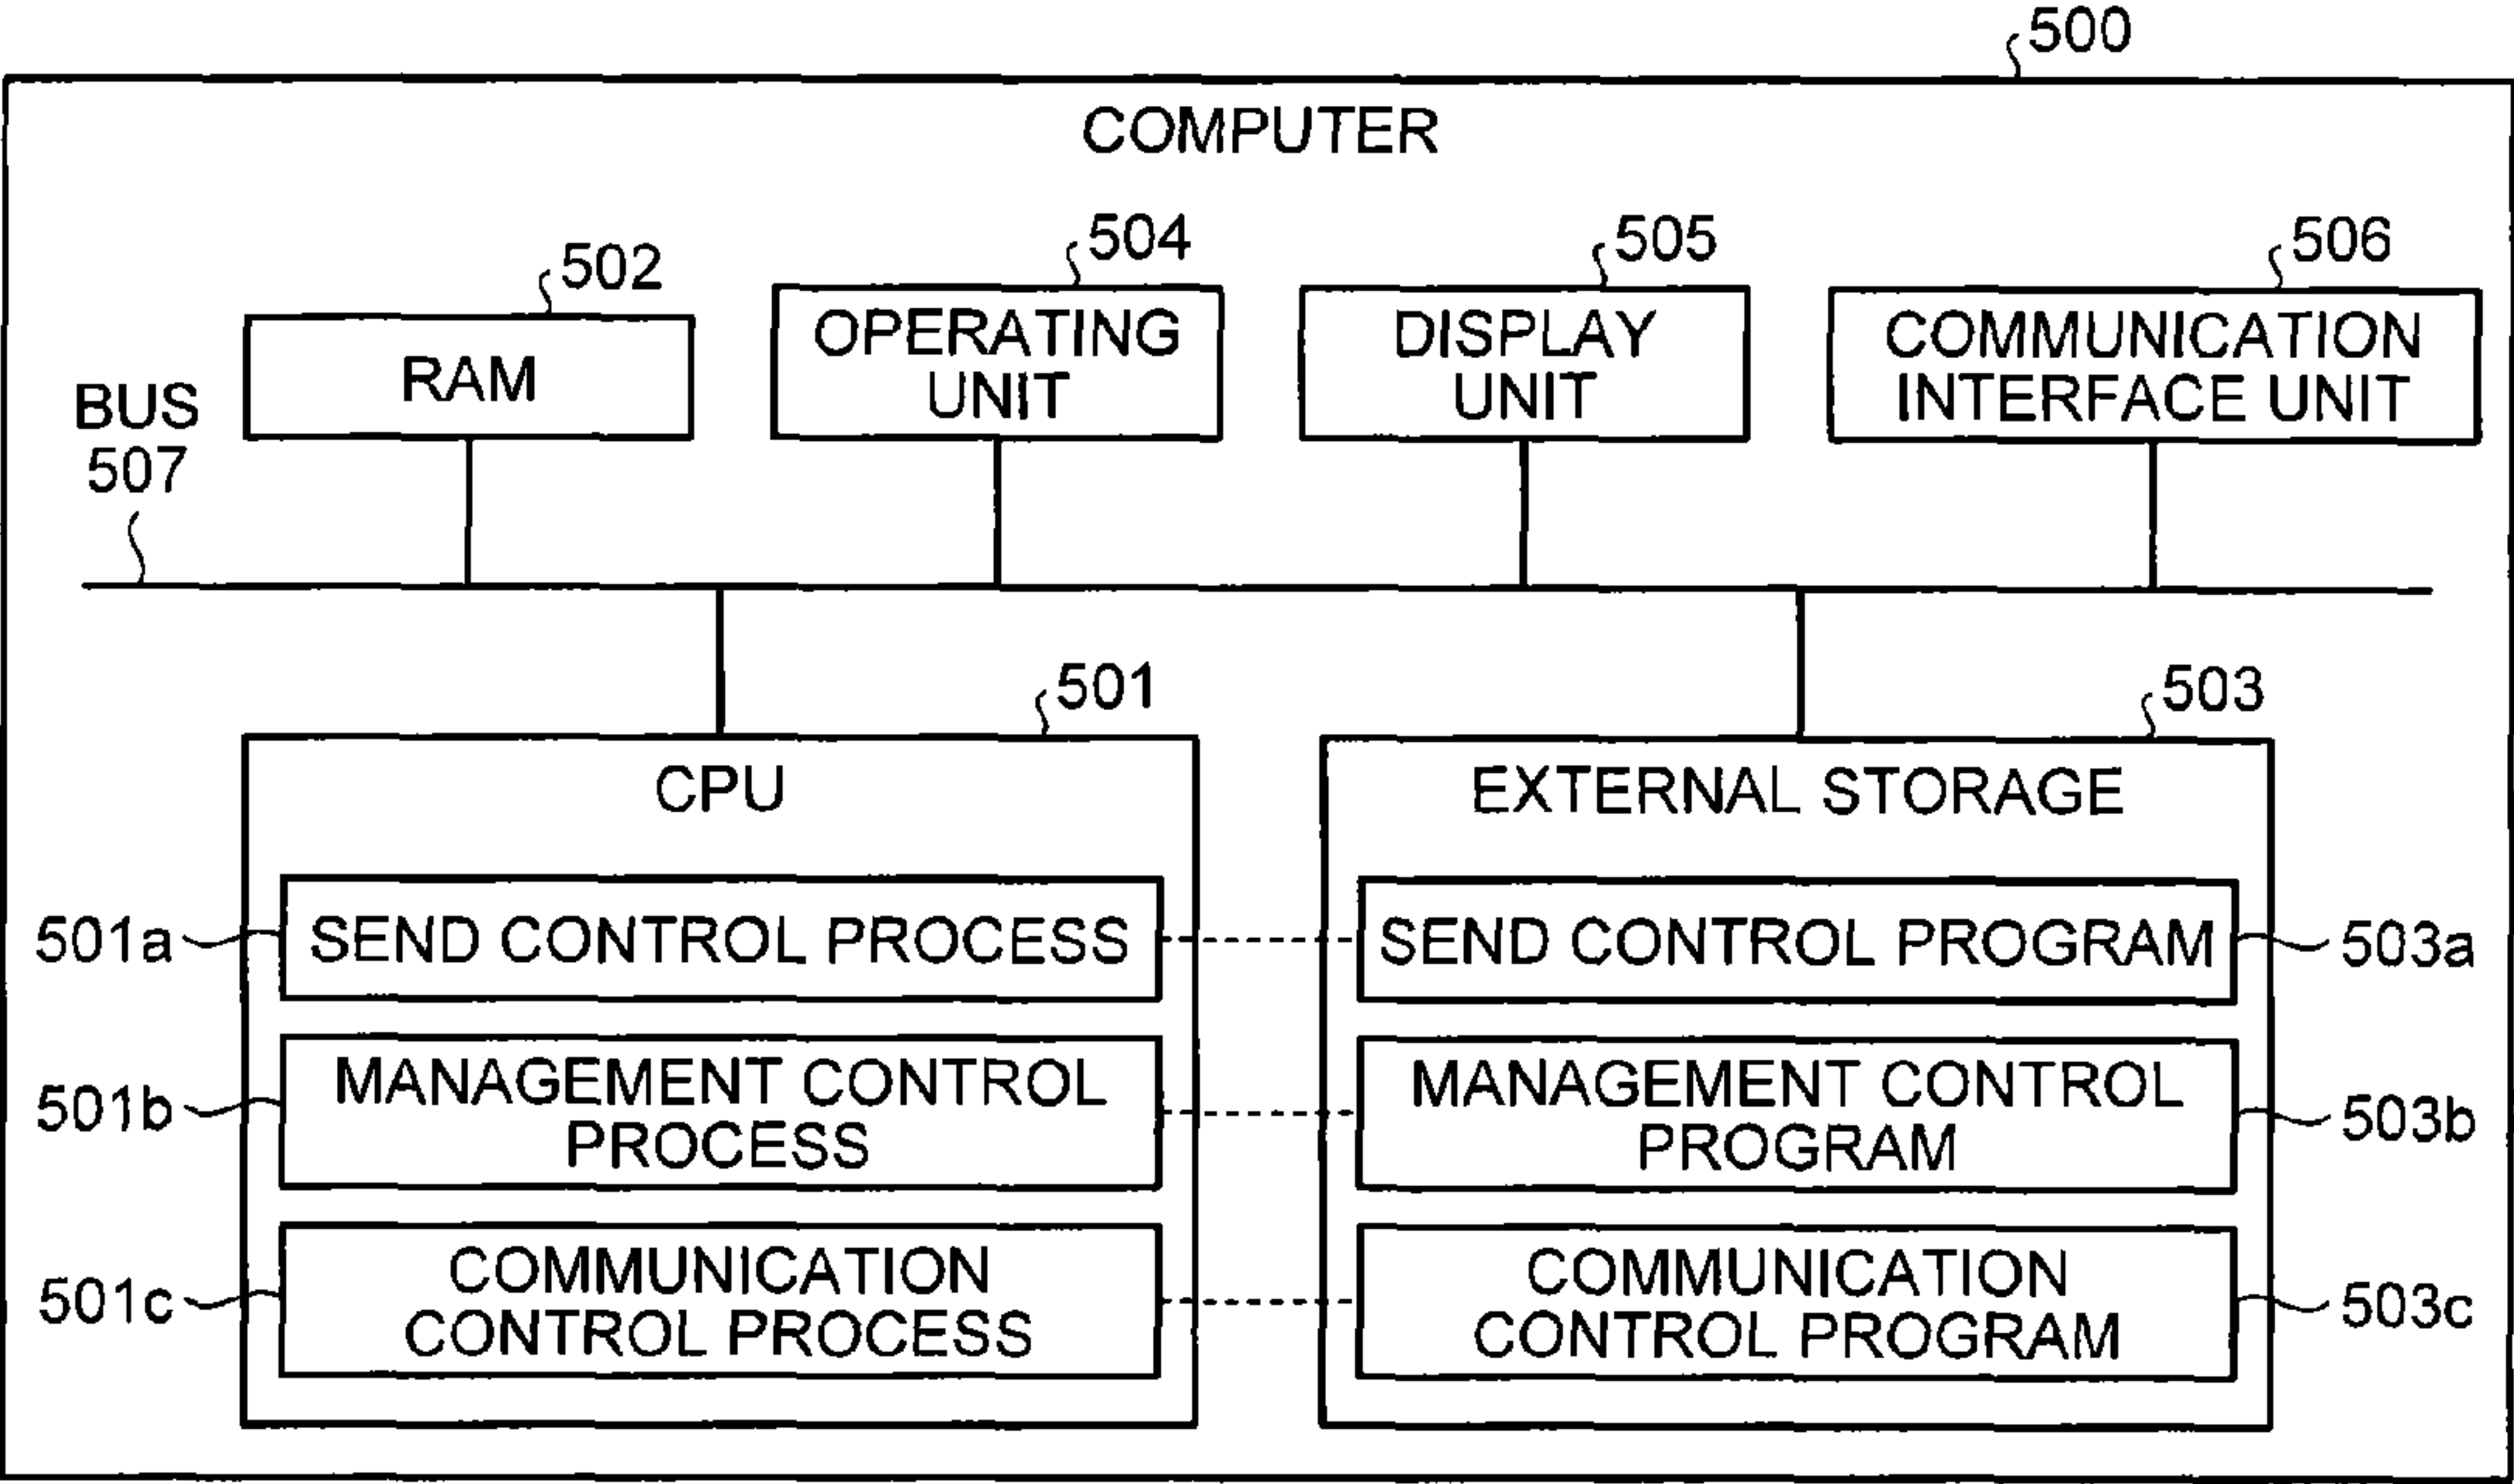 500
COMPUTER
502
504
505
506
RAM
OPERATING
UNIT
DISPLAY
UNIT
COMMUNICATION
INTERFACE UNIT
BUS
507
501
503
CPU
EXTERNAL STORAGE
501a
SEND CONTROL PROCESS
SEND CONTROL PROGRAM
503a
501b
MANAGEMENT CONTROL
PROCESS
MANAGEMENT CONTROL
PROGRAM
503b
501c
COMMUNICATION
CONTROL PROCESS
COMMUNICATION
CONTROL PROGRAM
503c